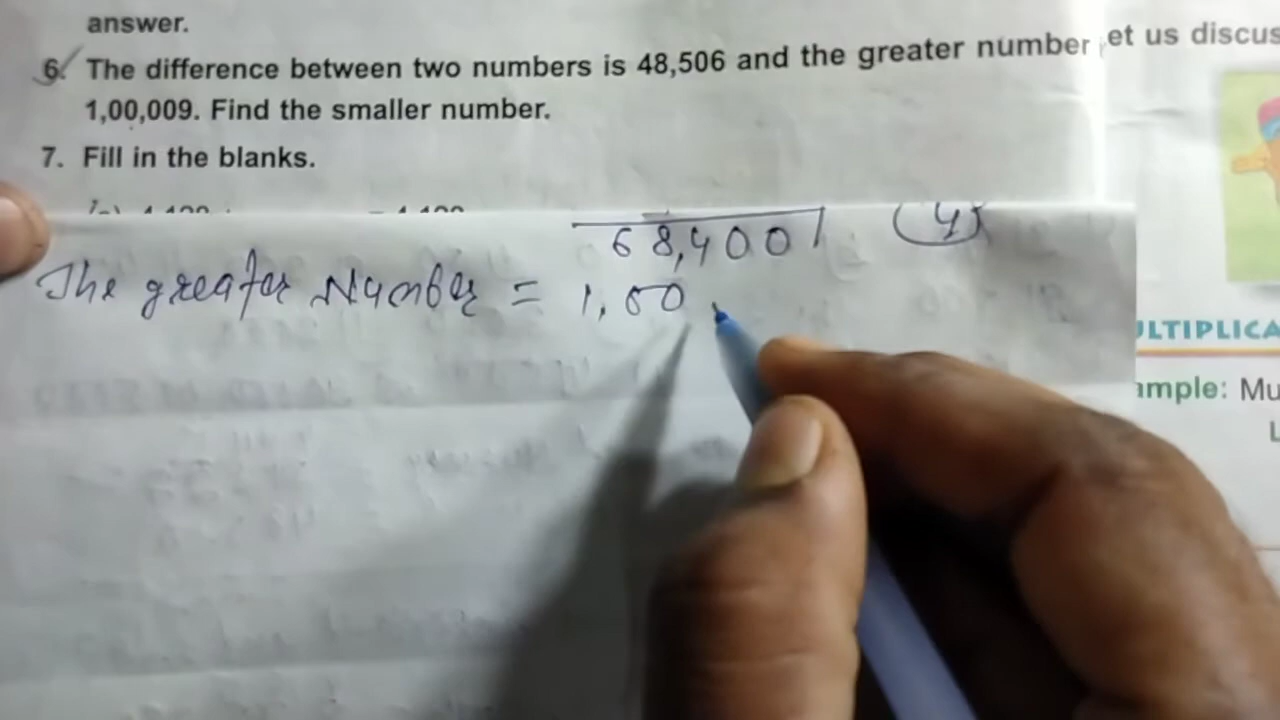 answer.
6. The difference between two numbers is 48,506 and the greater number
1,00,009. Find the smaller number.
7. Fill in the blanks.
et us discus
68,400
The greater Number = 1,00,
ULTIPLICA
ample: Mu
L